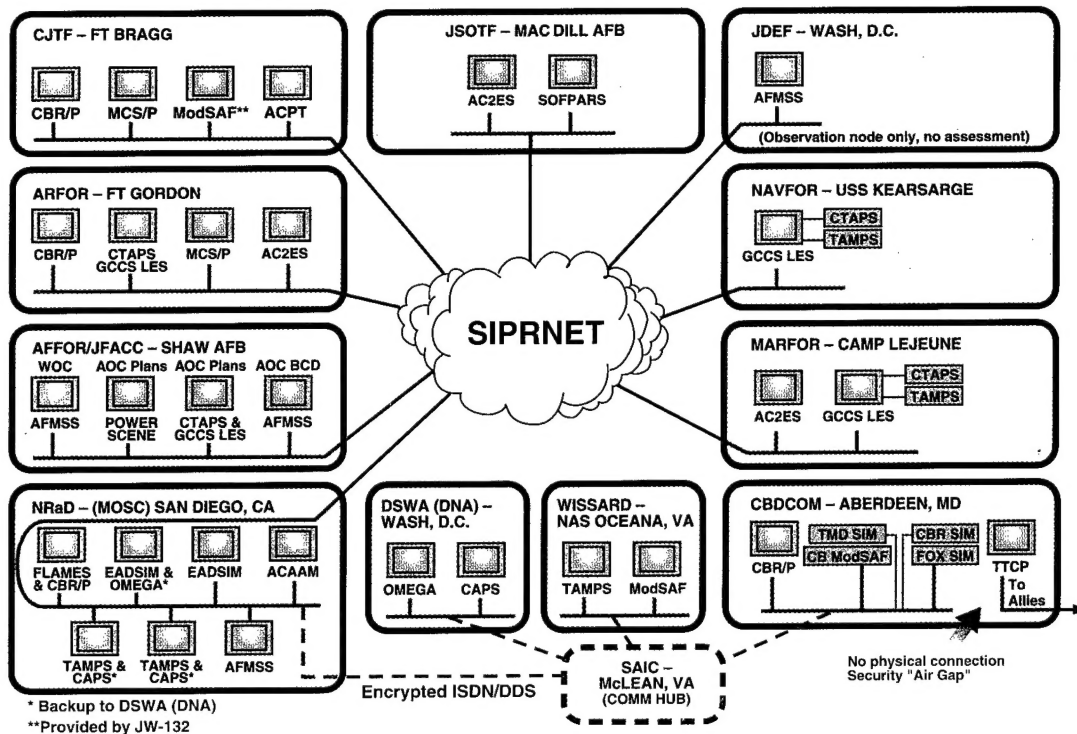 CJTF – FT BRAGG
CBR/P MCS/P ModSAF** ACPT
JSOTF – MAC DILL AFB
AC2ES SOFPARS
JDEF – WASH, D.C.
AFMSS
(Observation node only, no assessment)
ARFOR – FT GORDON
CBR/P CTAPS GCCS LES MCS/P AC2ES
NAVFOR – USS KEARSARGE
CTAPS
TAMPS
GCCS LES
SIPRNET
AFFOR/JFACC – SHAW AFB
WOC AOC Plans AOC Plans AOC BCD
AFMSS POWER SCENE CTAPS & GCCS LES AFMSS
MARFOR – CAMP LEJEUNE
CTAPS
TAMPS
AC2ES GCCS LES
NRaD – (MOSC) SAN DIEGO, CA
FLAMES & CBR/P EADSIM & OMEGA* EADSIM ACAAM
TAMPS & CAPS* TAMPS & CAPS* AFMSS
DSWA (DNA) –
WASH, D.C.
OMEGA CAPS
WISSARD –
NAS OCEANA, VA
TAMPS ModSAF
CBDCOM – ABERDEEN, MD
TMD SIM CBR SIM
CB ModSAF FOX SIM
CBR/P TTCP
To
Allies
SAIC –
McLEAN, VA
(COMM HUB)
Encrypted ISDN/DDS
No physical connection
Security "Air Gap"
* Backup to DSWA (DNA)
**Provided by JW-132